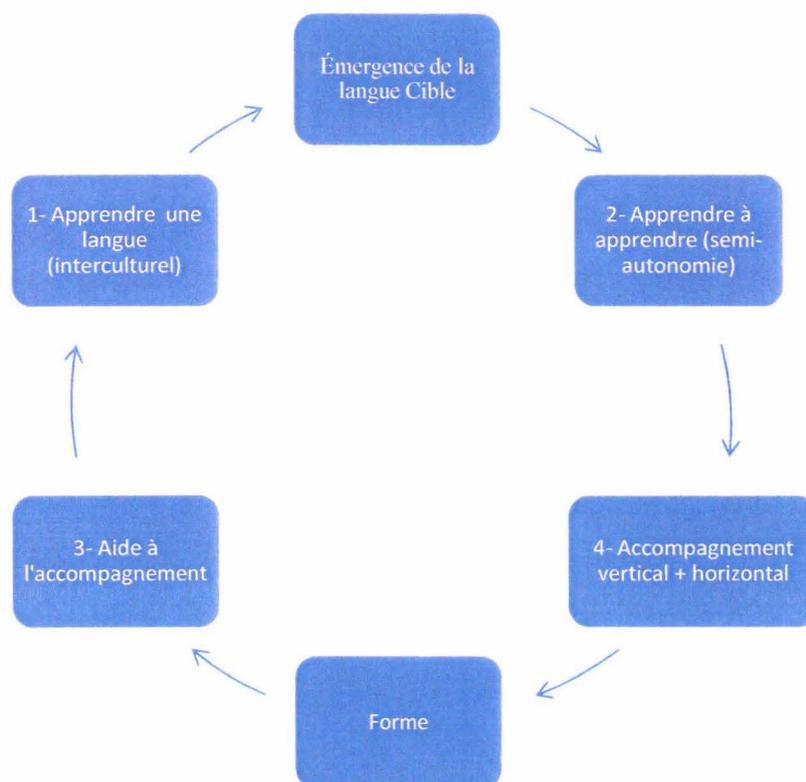 Émergence de la
langue Cible
1- Apprendre  une
langue
(interculturel)
2- Apprendre à
apprendre (semi-
autonomie)
3- Aide à
l'accompagnement
4- Accompagnement
vertical + horizontal
Forme